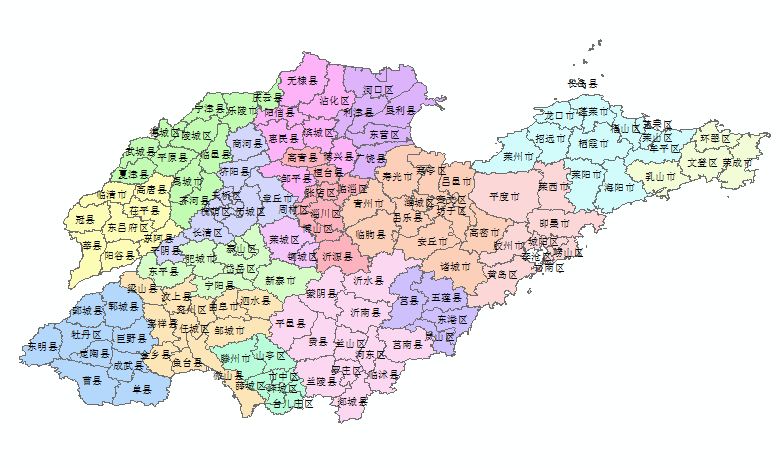 长岛县
无棣县
河口区
庆云县
沾化区
宁津县
乐陵市
阳信县
利津县
垦利县
龙口市
蓬莱市
德城区
陵城区
商河县
惠民县
滨城区
东营区
招远市
栖霞市
福山区
莱山区
牟平区
环翠区
武城县
平原县
临邑县
高青县
博兴县
广饶县
莱州市
文登区
荣成市
夏津县
禹城市
济阳县
邹平县
桓台县
寿光市
昌邑市
莱阳市
海阳市
乳山市
临清市
高唐县
齐河县
章丘市
周村区
张店区
临淄区
青州市
潍城区
坊子区
平度市
莱西市
冠县
茌平县
东昌府区
历城区
淄川区
昌乐县
高密市
即墨市
莘县
阳谷县
东阿县
平阴县
长清区
莱城区
博山区
临朐县
安丘市
胶州市
城阳区
崂山区
肥城市
泰山区
岱岳区
钢城区
沂源县
诸城市
黄岛区
东平县
宁阳县
新泰市
蒙阴县
沂水县
莒县
五莲县
梁山县
汶上县
兖州区
曲阜市
泗水县
沂南县
东港区
岚山区
郓城县
鄄城县
嘉祥县
任城区
邹城市
平邑县
费县
兰山区
河东区
莒南县
东明县
牡丹区
巨野县
定陶县
成武县
金乡县
鱼台县
滕州市
山亭区
微山县
薛城区
市中区
峄城区
台儿庄区
兰陵县
罗庄区
临沭县
郯城县
曹县
单县